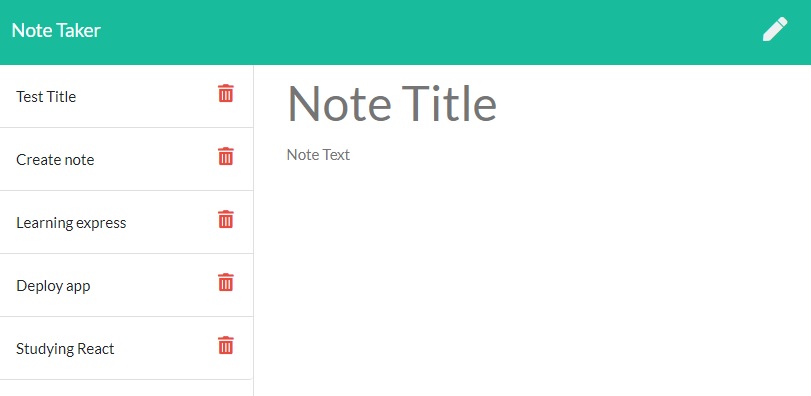 Note Taker
Test Title
Create note
Learning express
Deploy app
Studying React
Note Title
Note Text